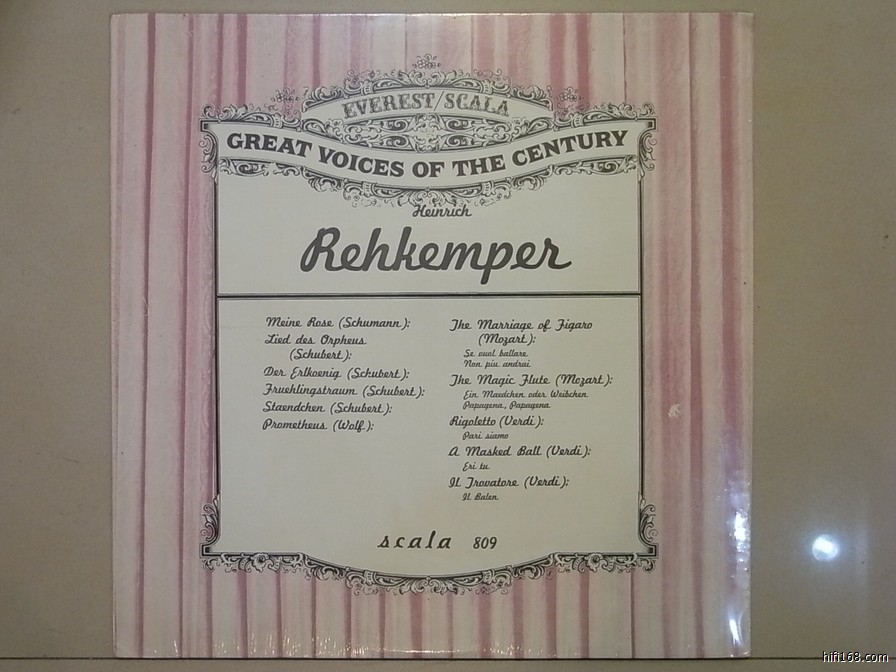 EVEREST/SCALA
GREAT VOICES OF THE CENTURY
Heinrich
Rehkemper
Meine Rose (Schumann);
Lied des Orpheus
(Schubert);
Der Erlkoenig (Schubert);
Fruehlingstraum (Schubert);
Staendchen (Schubert);
Prometheus (Wolf);
The Marriage of Figaro
(Mozart);
Se vuol ballare
Non piu andrai
The Magic Flute (Mozart);
Ein Maedchen oder Weibchen
Papagena, Papagena
Rigoletto (Verdi);
Pari siamo
A Masked Ball (Verdi);
Eri tu
Il Trovatore (Verdi);
Il Balen
scala 809
hifi168.com